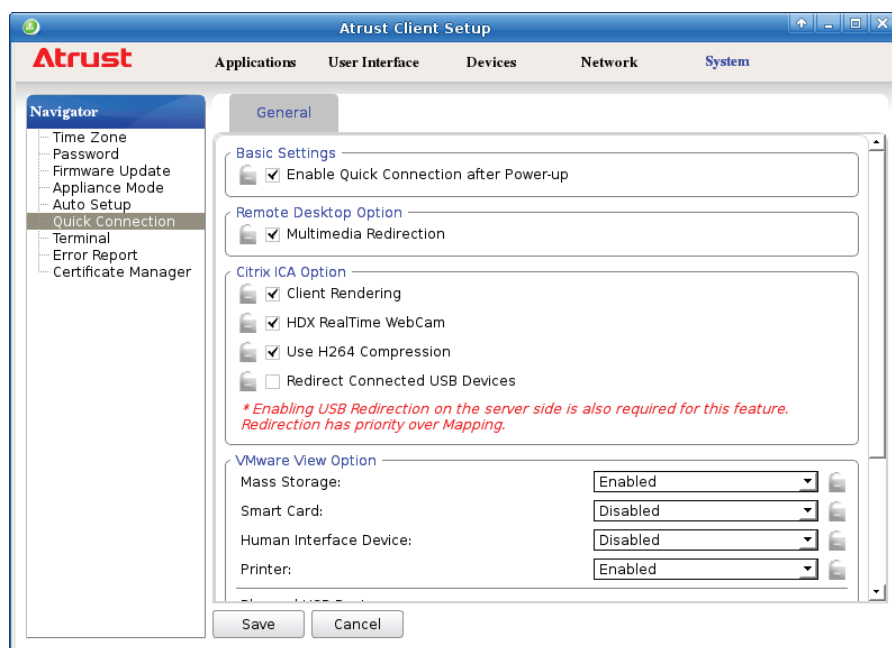 Atrust Client Setup
Atrust
Applications User Interface Devices Network System
Navigator
Time Zone
Password
Firmware Update
Appliance Mode
Auto Setup
Quick Connection
Terminal
Error Report
Certificate Manager
General
Basic Settings
Enable Quick Connection after Power-up
Remote Desktop Option
Multimedia Redirection
Citrix ICA Option
Client Rendering
HDX RealTime WebCam
Use H264 Compression
Redirect Connected USB Devices
* Enabling USB Redirection on the server side is also required for this feature.
Redirection has priority over Mapping.
VMware View Option
Mass Storage: Enabled
Smart Card: Disabled
Human Interface Device: Disabled
Printer: Enabled
Save Cancel